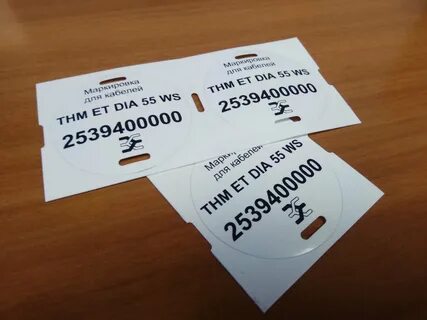 Маркировка
для кабелей
THM ET DIA 55 WS
2539400000
Маркировка
для кабелей
THM ET DIA 55 WS
2539400000
Маркировка
для кабелей
THM ET DIA 55 WS
2539400000